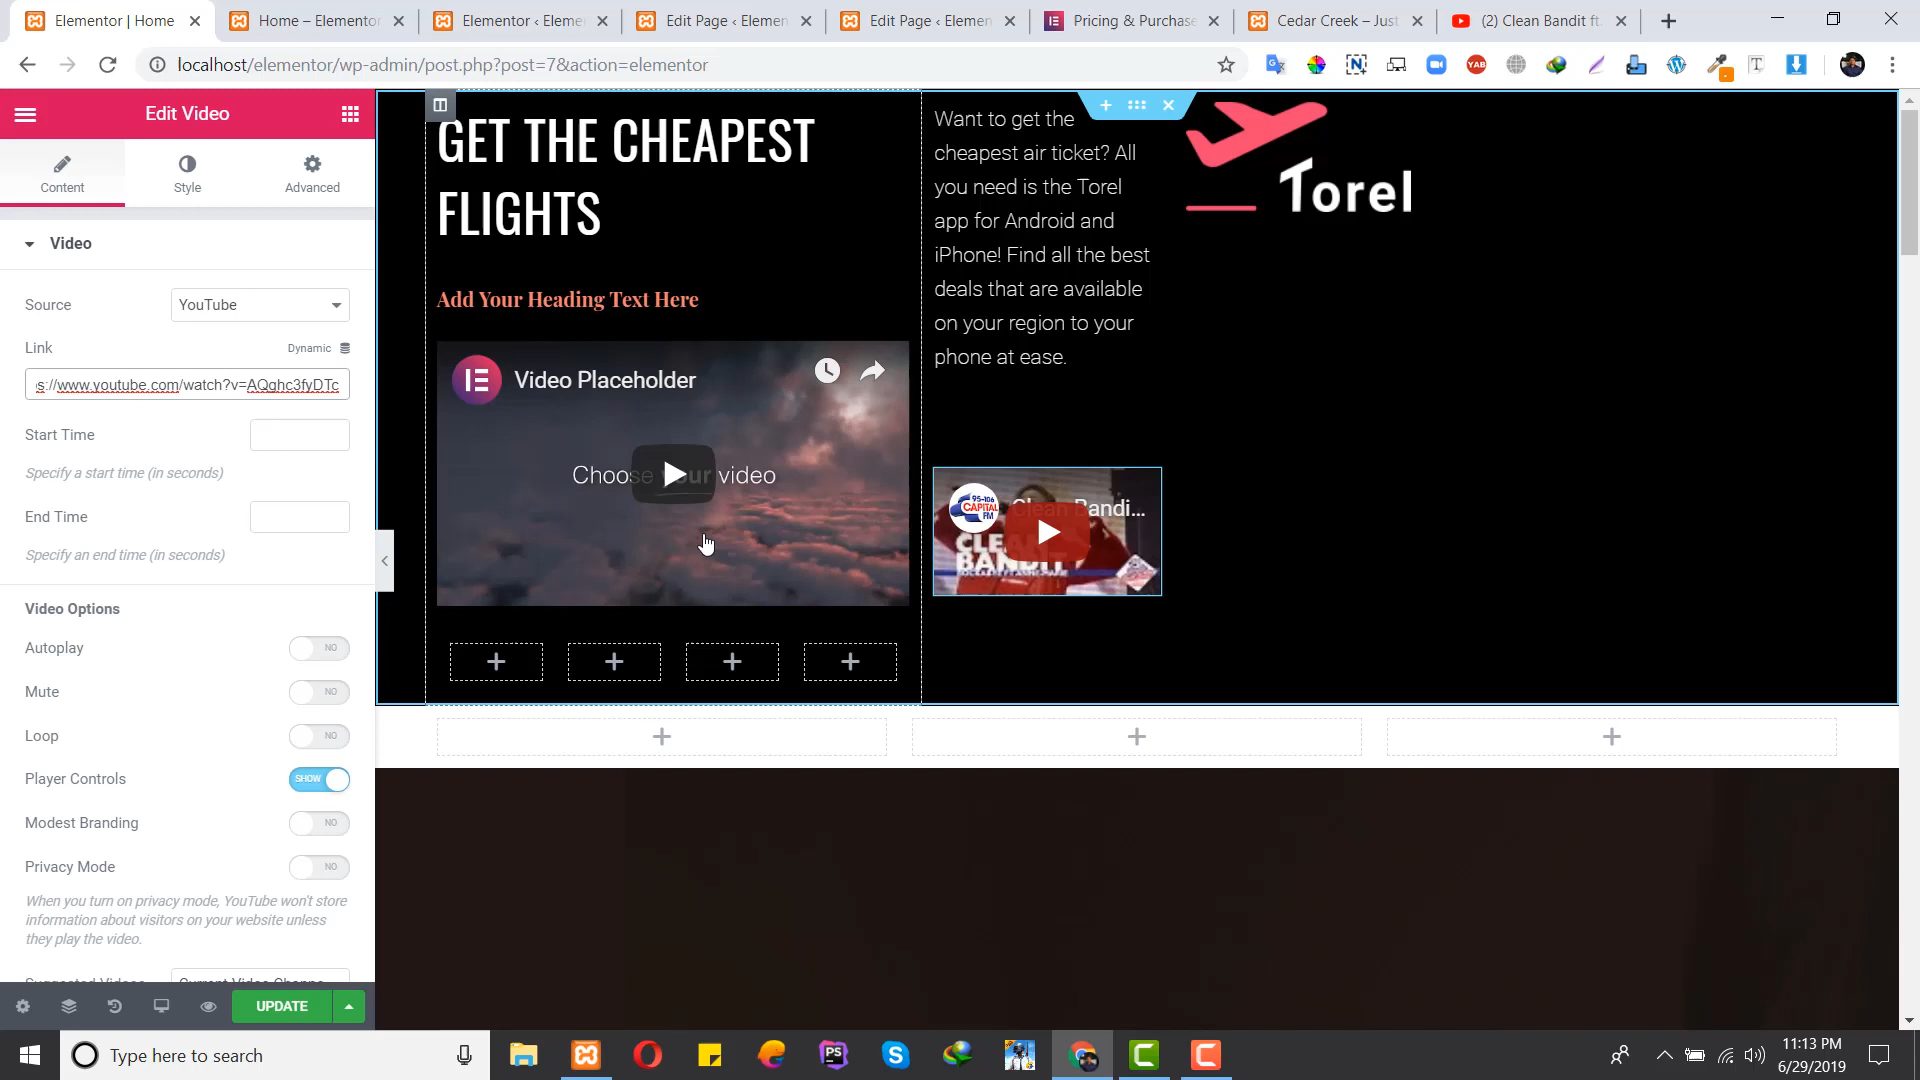 Elementor | Home
Home – Elementor
Elementor ‹ Eleme
Edit Page ‹ Elemen
Edit Page ‹ Elemen
Pricing & Purchase
Cedar Creek – Just
(2) Clean Bandit ft.
localhost/elementor/wp-admin/post.php?post=7&action=elementor
Edit Video
Content
Style
Advanced
Video
Source
YouTube
Link
Dynamic
s://www.youtube.com/watch?v=AQghc3fyDTc
Start Time
Specify a start time (in seconds)
End Time
Specify an end time (in seconds)
Video Options
Autoplay
NO
Mute
NO
Loop
NO
Player Controls
SHOW
Modest Branding
NO
Privacy Mode
NO
When you turn on privacy mode, YouTube won't store
information about visitors on your website unless
they play the video.
UPDATE
GET THE CHEAPEST
FLIGHTS
Add Your Heading Text Here
Video Placeholder
Choose your video
Want to get the
cheapest air ticket? All
you need is the Torel
app for Android and
iPhone! Find all the best
deals that are available
on your region to your
phone at ease.
Torel
95-106
CAPITAL
FM
Clean Bandi...
CLEAN
BANDIT
Type here to search
11:13 PM
6/29/2019